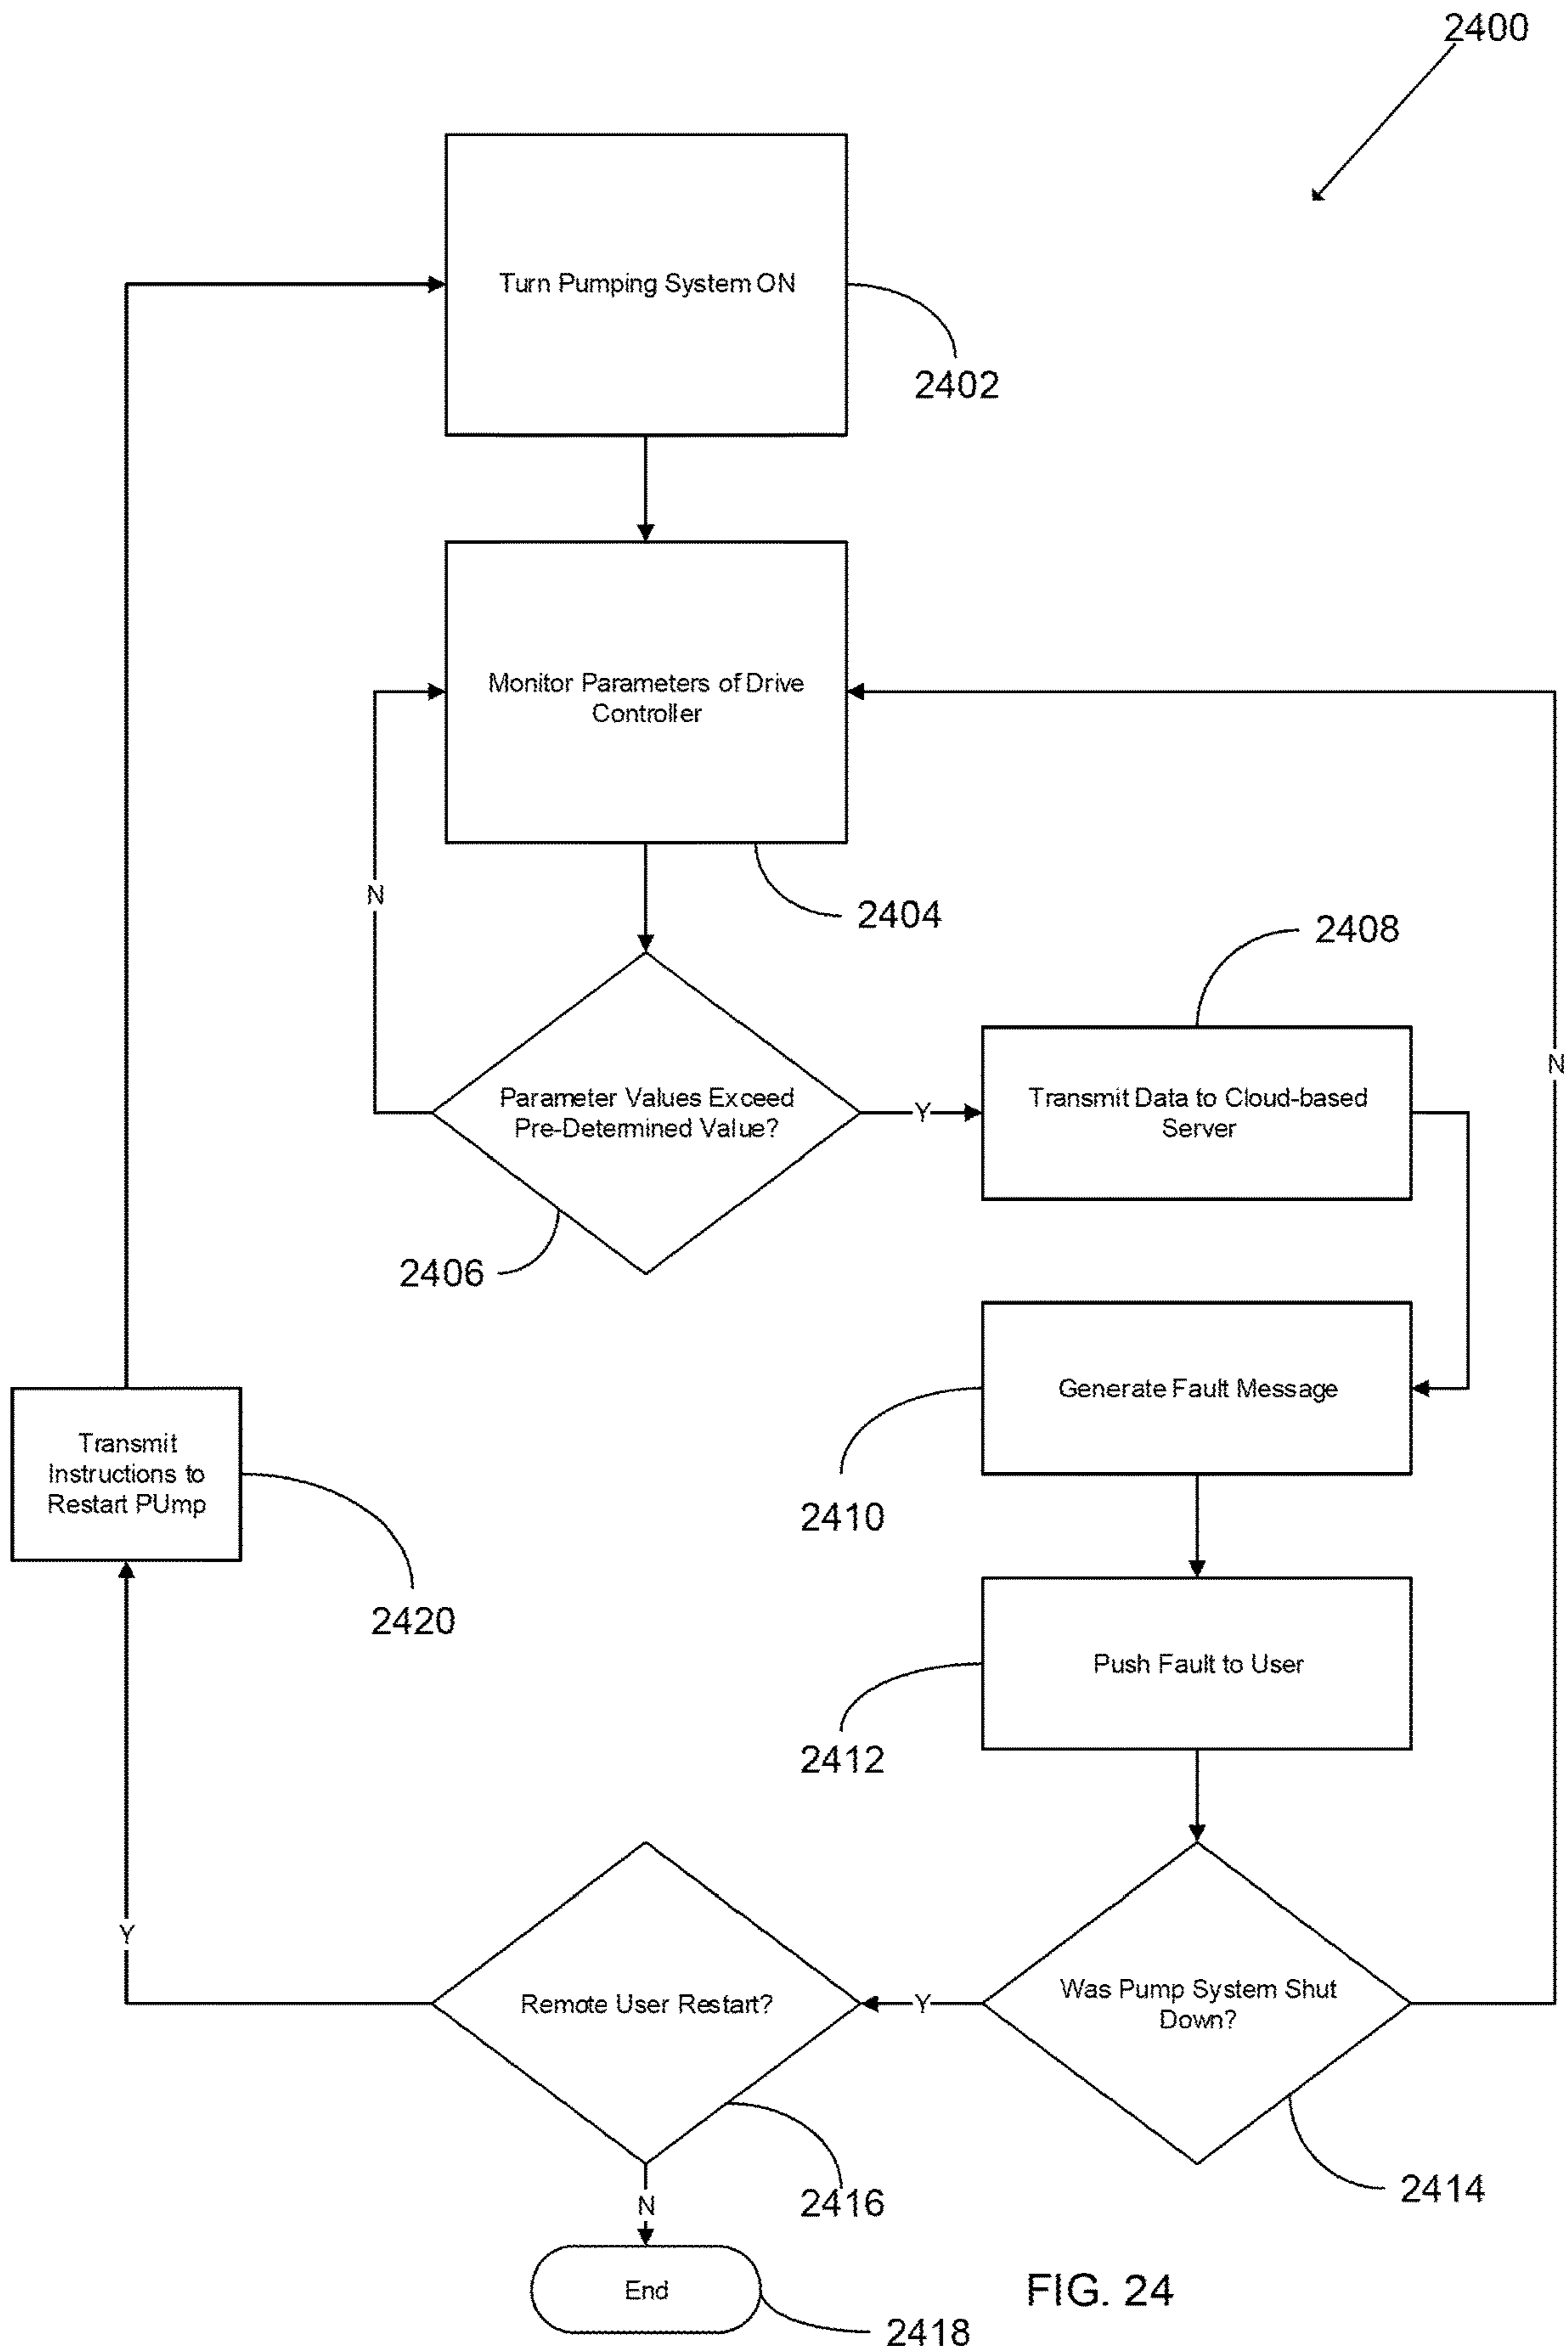 2400
Turn Pumping System ON
2402
Monitor Parameters of Drive
Controller
N
2404
2408
Parameter Values Exceed
Pre-Determined Value?
Y
Transmit Data to Cloud-based
Server
N
2406
Generate Fault Message
2410
Transmit
Instructions to
Restart PUmp
2420
Push Fault to User
2412
Y
Remote User Restart?
Y
Was Pump System Shut
Down?
2416
2414
N
End
2418
FIG. 24